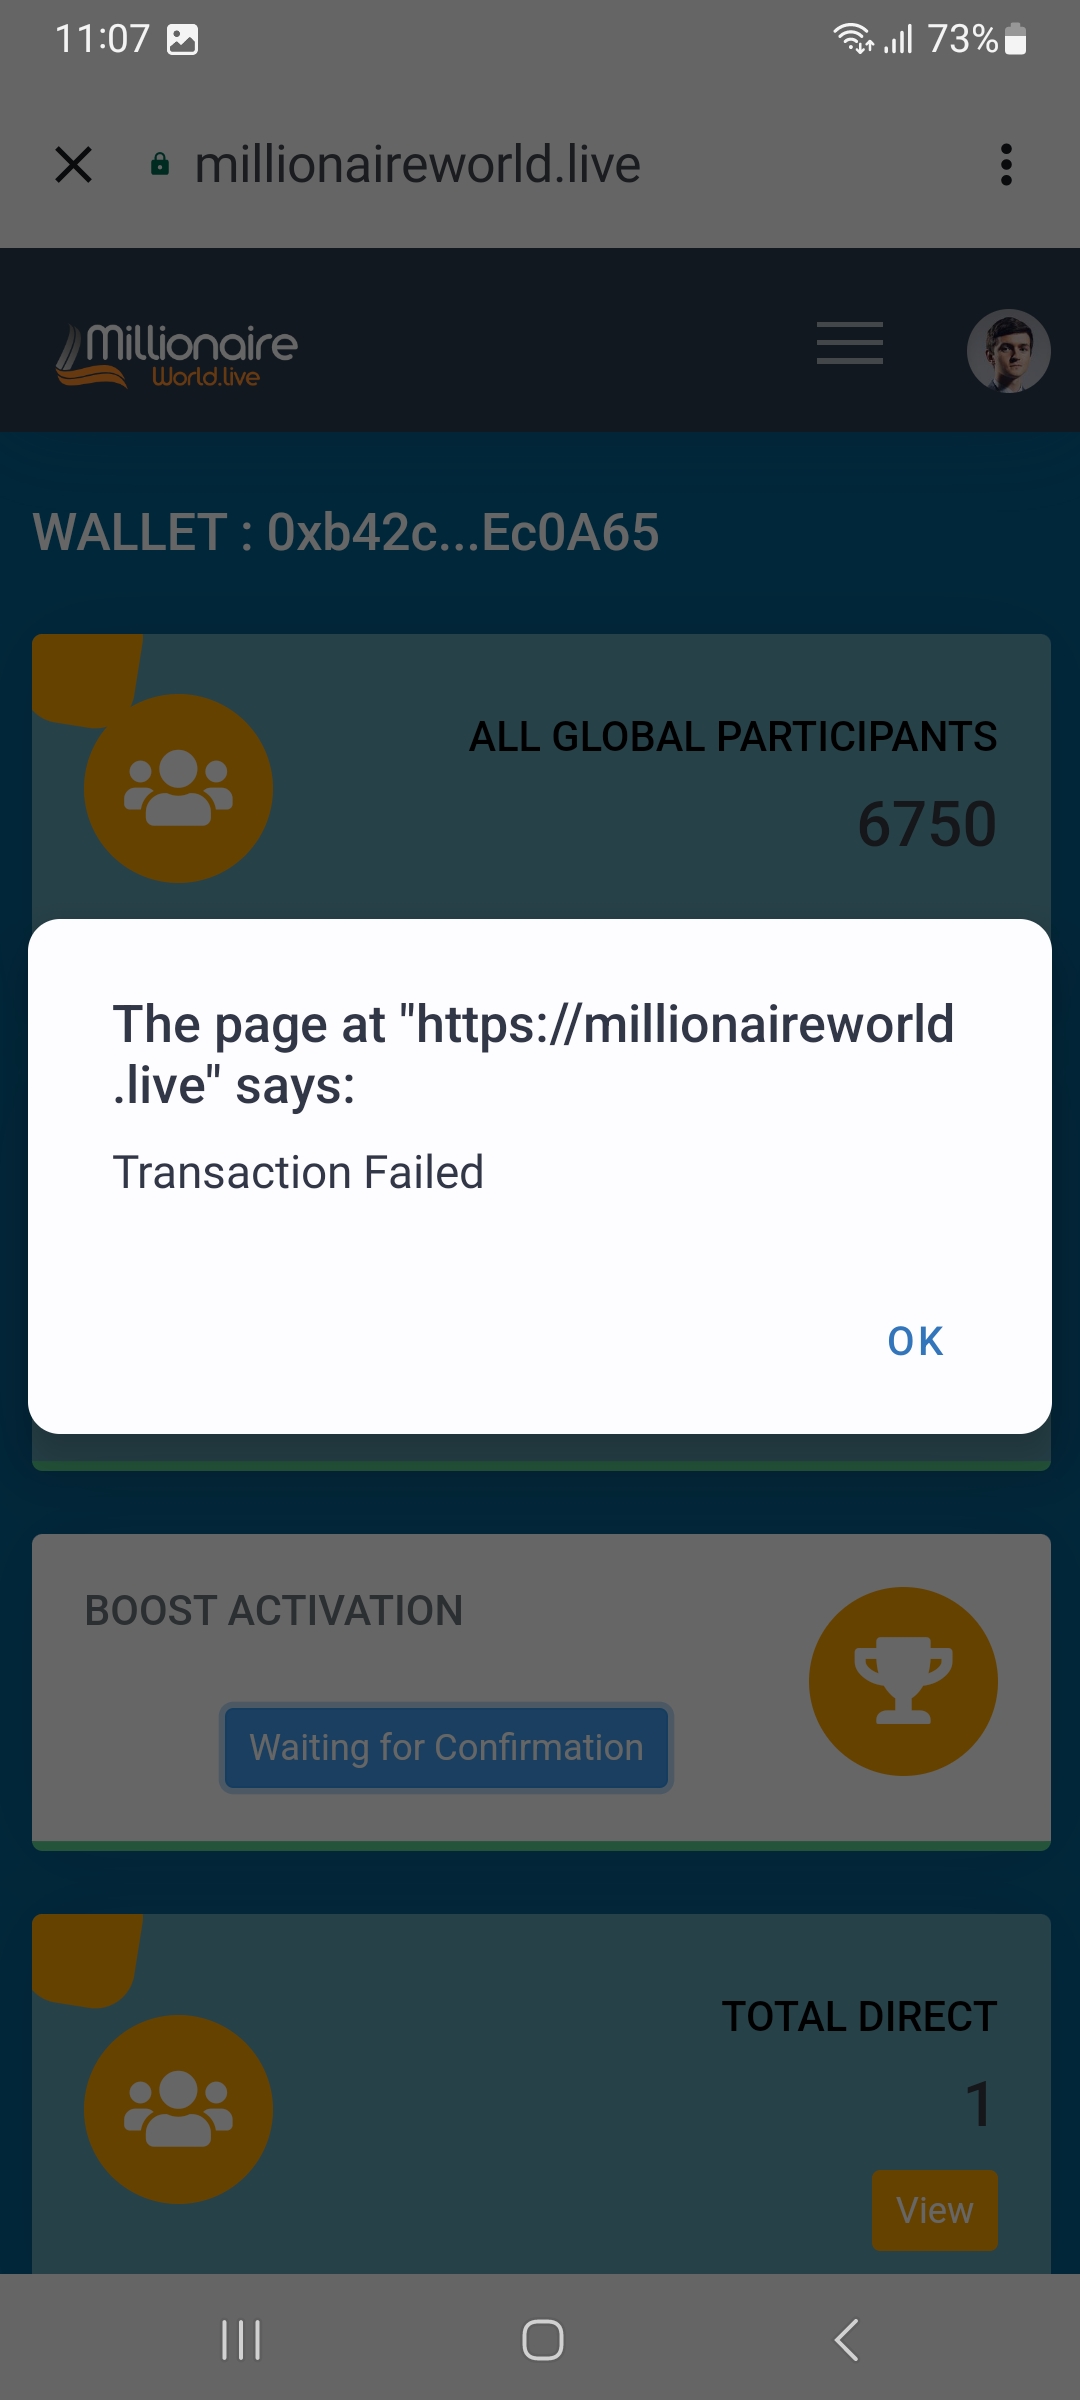 11:07
73%
millionaireworld.live
Millionaire
World.live
WALLET : 0xb42c...Ec0A65
ALL GLOBAL PARTICIPANTS
6750
The page at "https://millionaireworld
.live" says:
Transaction Failed
OK
BOOST ACTIVATION
Waiting for Confirmation
TOTAL DIRECT
1
View